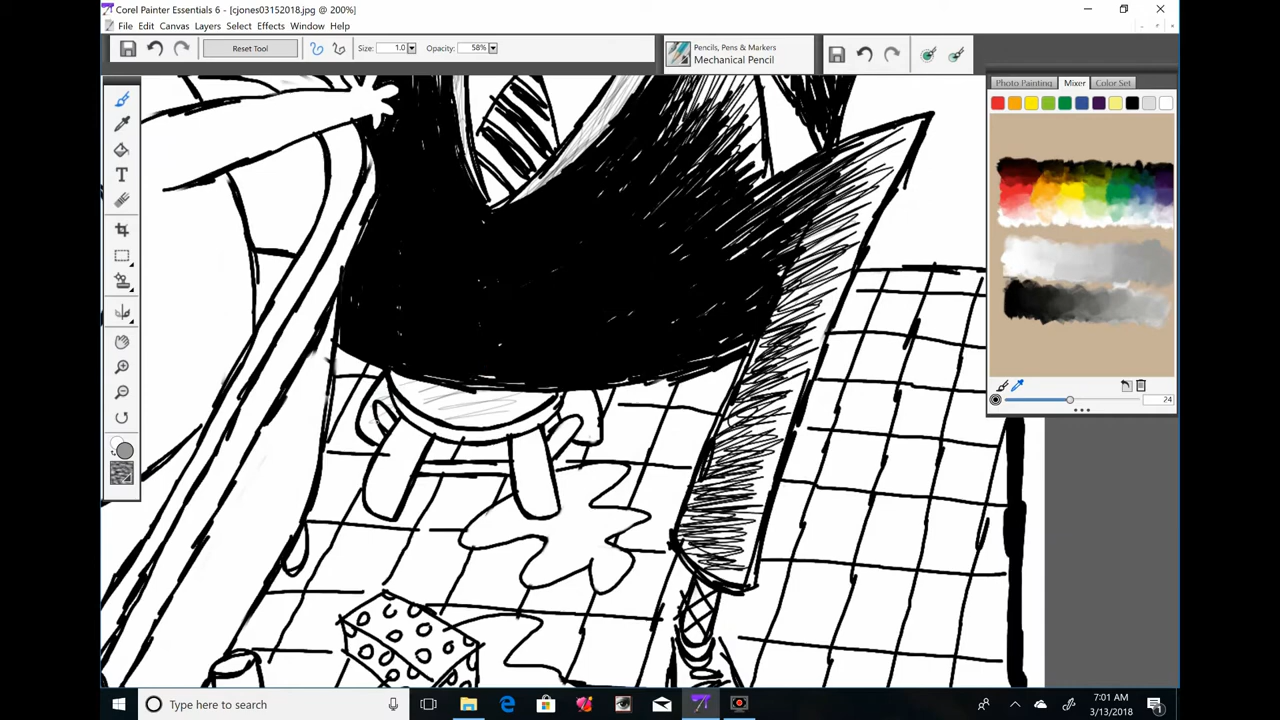 Corel Painter Essentials 6 - [cjones03152018.jpg @ 200%]
File Edit Canvas Layers Select Effects Window Help
Reset Tool Size: 1.0 Opacity: 58%
Pencils, Pens & Markers
Mechanical Pencil
Photo Painting Mixer Color Set
24
Type here to search
7:01 AM
3/13/2018
1